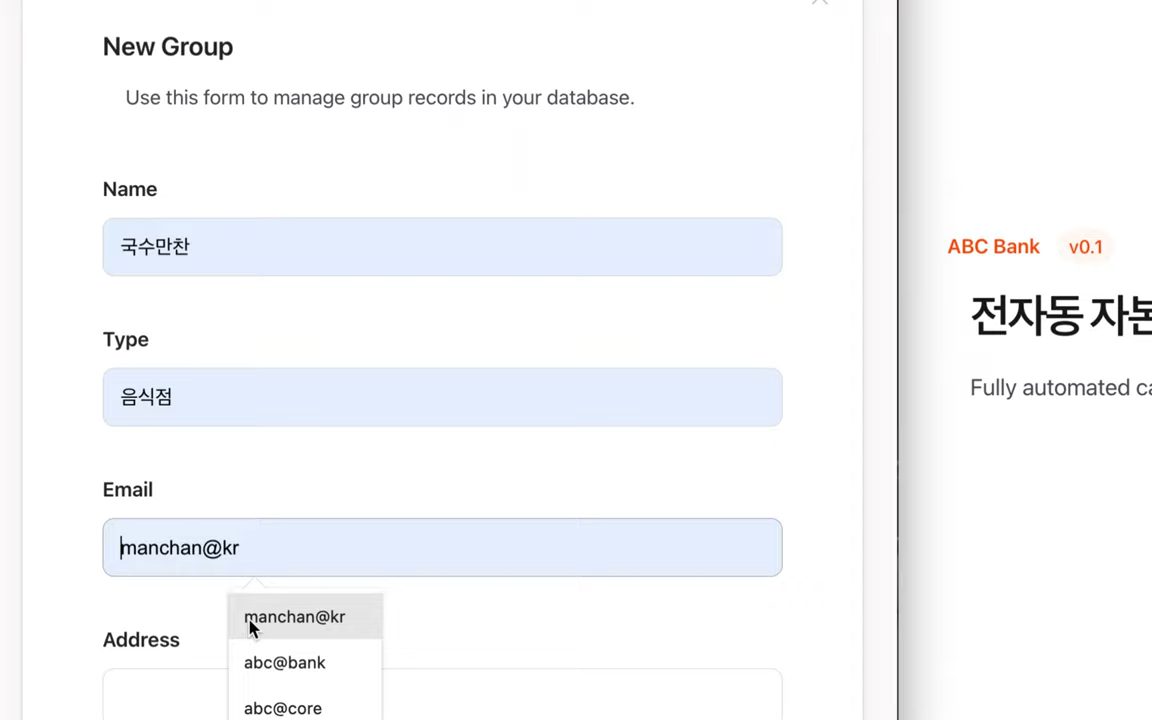 New Group
Use this form to manage group records in your database.
Name
국수만찬
Type
음식점
Email
manchan@kr
manchan@kr
Address
abc@bank
abc@core
ABC Bank v0.1
전자동
Fully automated